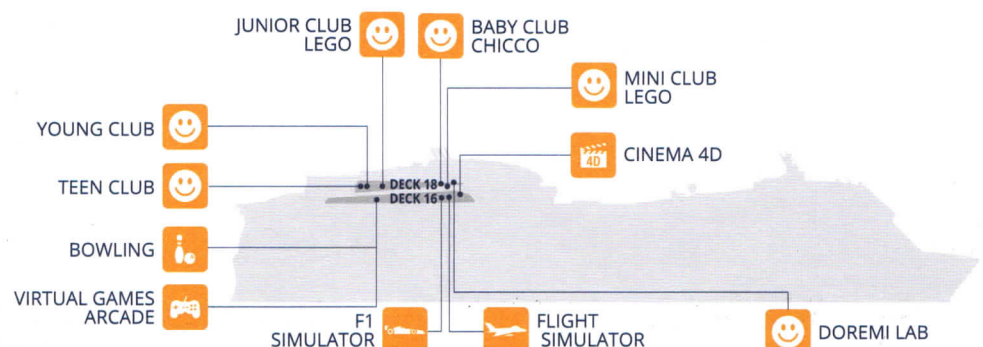 JUNIOR CLUB
LEGO
BABY CLUB
CHICCO
MINI CLUB
LEGO
YOUNG CLUB
CINEMA 4D
4D
TEEN CLUB
DECK 18
DECK 16
BOWLING
VIRTUAL GAMES
ARCADE
F1
SIMULATOR
FLIGHT
SIMULATOR
DOREMI LAB